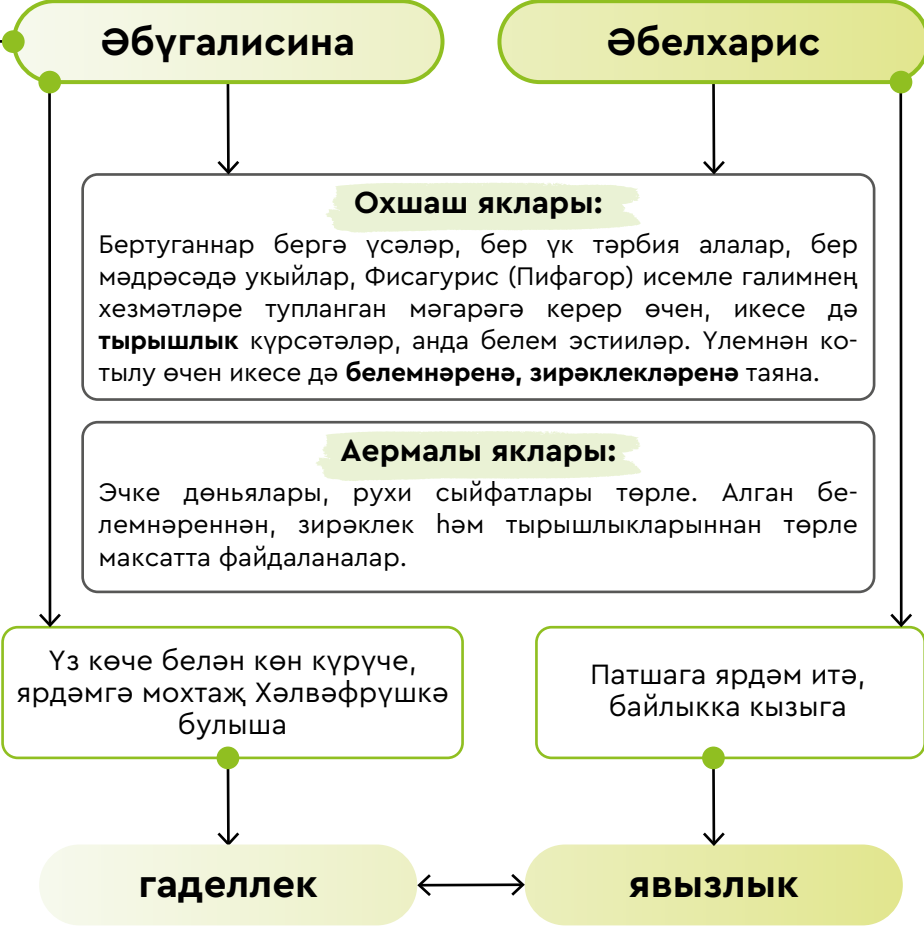 Әбүгалисина
Әбелхарис
Охшаш яклары:
Бертуганнар бергә үсәләр, бер үк тәрбия алалар, бер
мәдрәсәдә укыйлар, Фисагурис (Пифагор) исемле галимнең
хезмәтләре тупланган мәгарәгә керер өчен, икесе дә
тырышлык күрсәтәләр, анда белем эстииләр. Үлемнән ко-
тылу өчен икесе дә белемнәренә, зирәклекләренә таяна.
Аермалы яклары:
Эчке дөньялары, рухи сыйфатлары төрле. Алган бе-
лемнәреннән, зирәклек һәм тырышлыкларыннан төрле
максатта файдаланалар.
Үз көче белән көн күрүче,
ярдәмгә мохтаҗ Хәлвәфрүшкә
булыша
Патшага ярдәм итә,
байлыкка кызыга
гаделлек
явызлык